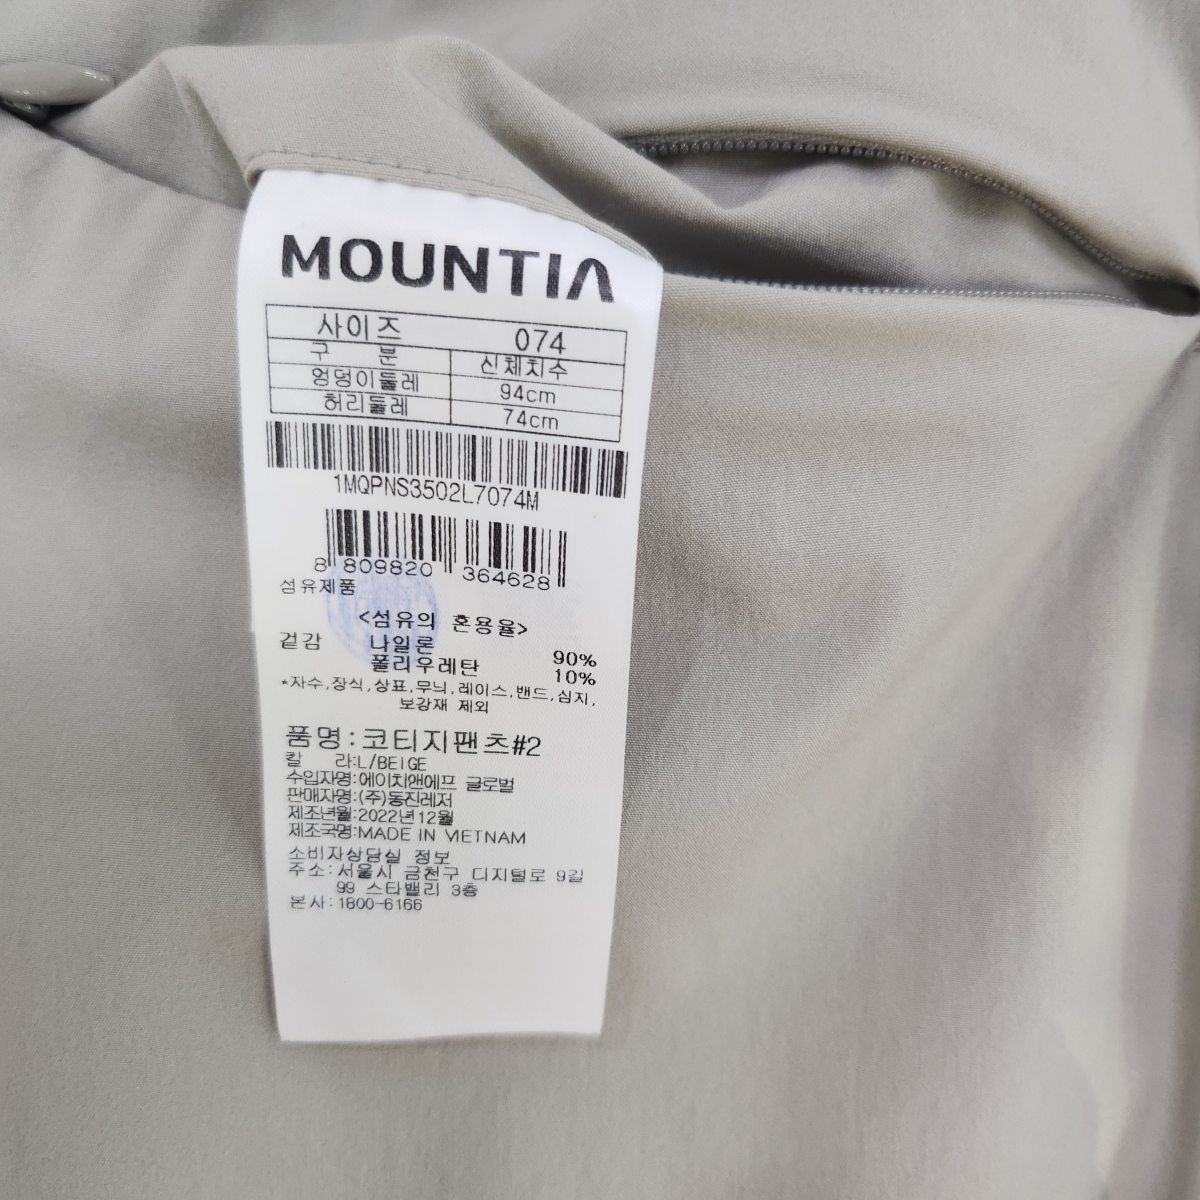 MOUNTIA
사이즈 074
구 분 신체치수
엉덩이둘레 94cm
허리둘레 74cm
1MQPNS3502L7074M
8 809820 364628
섬유제품
<섬유의 혼용율>
겉감 나일론 90%
폴리우레탄 10%
*자수,장식,상표,무늬,레이스,밴드,심지,
보강재 제외
품명:코티지팬츠#2
칼 라:L/BEIGE
수입자명:에이치앤에프 글로벌
판매자명:(주)동진레저
제조년월:2022년12월
제조국명:MADE IN VIETNAM
소비자상담실 정보
주소:서울시 금천구 디지털로 9길
99 스타밸리 3층
본사:1800-6166